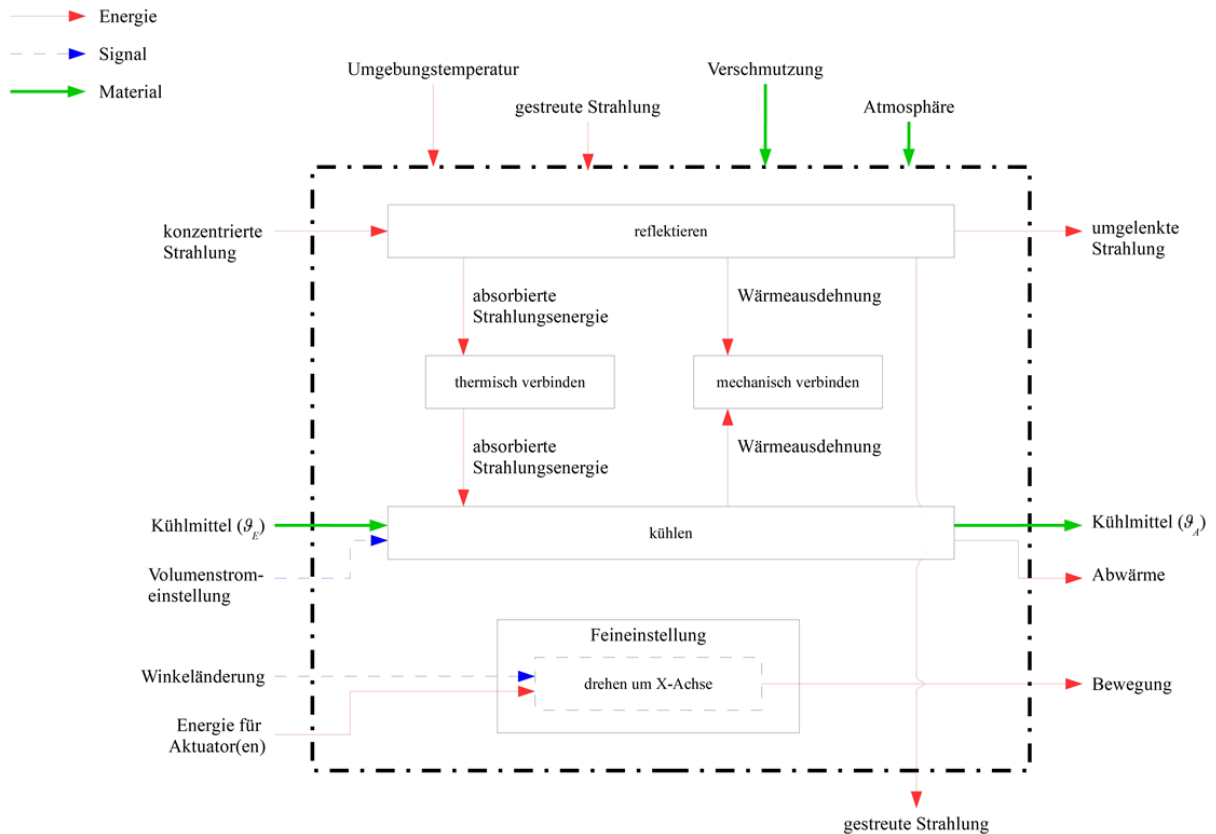 Energie
Signal
Material
Umgebungstemperatur
Verschmutzung
gestreute Strahlung
Atmosphäre
konzentrierte
Strahlung
reflektieren
umgelenkte
Strahlung
absorbierte
Strahlungsenergie
Wärmeausdehnung
thermisch verbinden
mechanisch verbinden
absorbierte
Strahlungsenergie
Wärmeausdehnung
Kühlmittel (ϑ_E)
kühlen
Kühlmittel (ϑ_A)
Volumenstrom-
einstellung
Abwärme
Feineinstellung
Winkeländerung
drehen um X-Achse
Bewegung
Energie für
Aktuator(en)
gestreute Strahlung